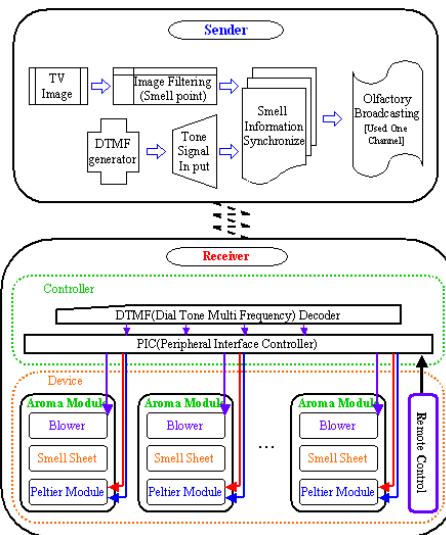 Sender
TV
Image
Image Filtering
(Smell point)
DTMF
generator
Tone
Signal
In put
Smell
Information
Synchronize
Olfactory
Broadcasting
[Used One
Channel]
Receiver
Controller
DTMF(Dial Tone Multi Frequency) Decoder
PIC(Peripheral Interface Controller)
Device
Aroma Module
Blower
Smell Sheet
Peltier Module
Aroma Module
Blower
Smell Sheet
Peltier Module
...
Aroma Module
Blower
Smell Sheet
Peltier Module
Remote Control